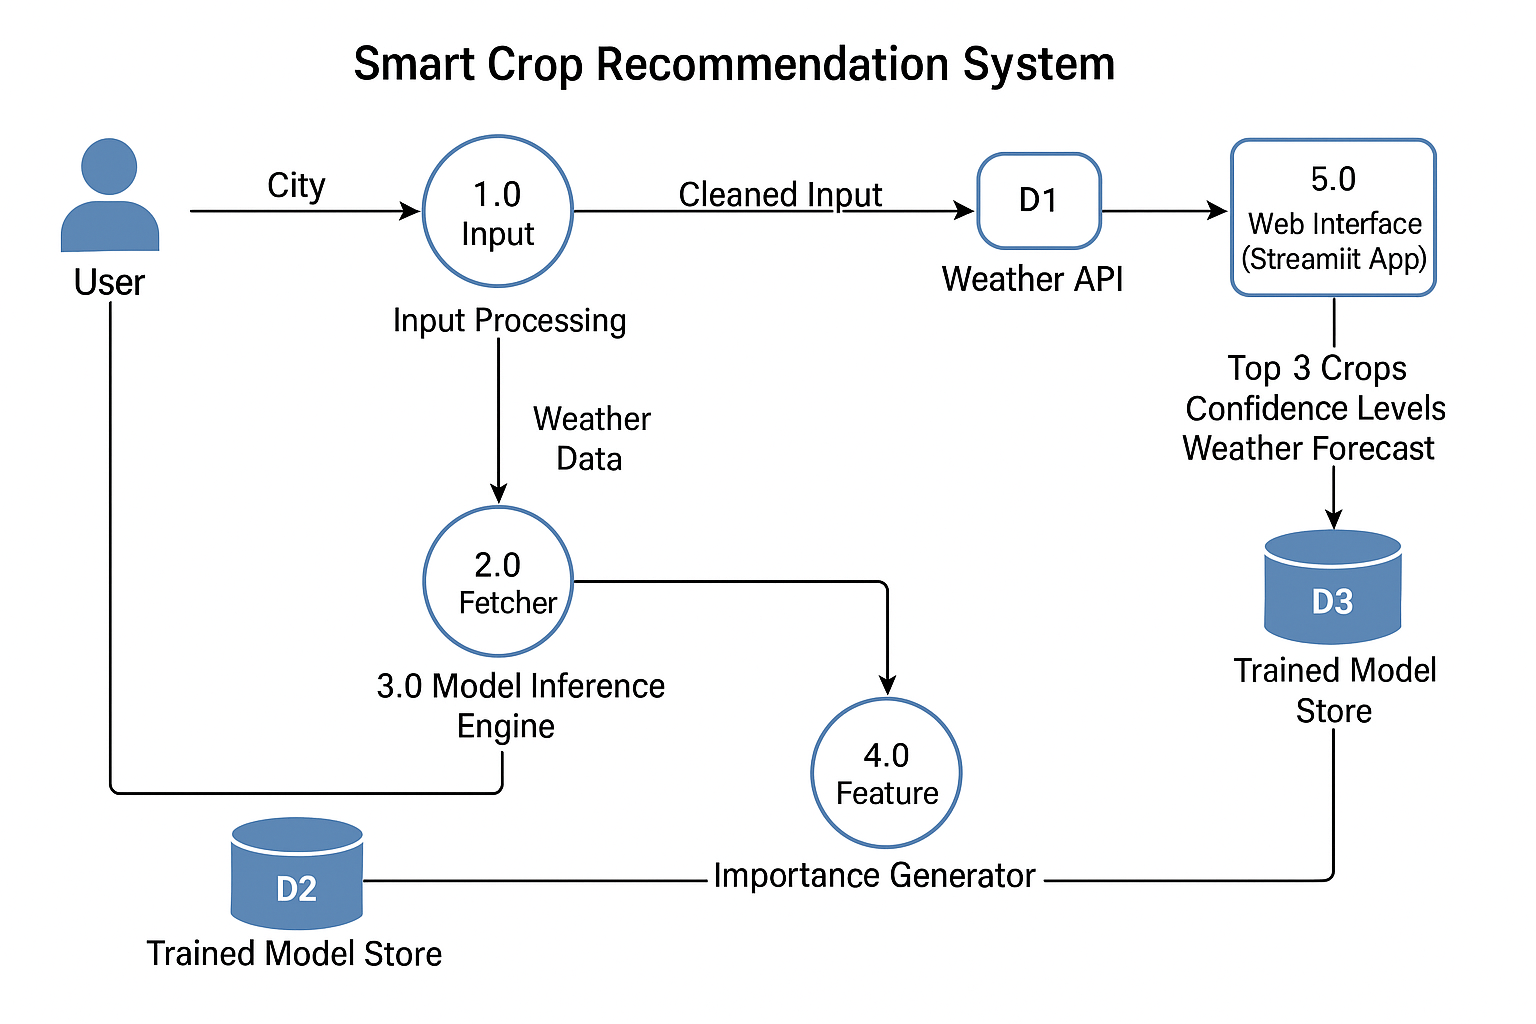 Smart Crop Recommendation System
City
User
1.0
Input
Input Processing
Cleaned Input
D1
Weather API
5.0
Web Interface
(Streamiit App)
Weather
Data
Top 3 Crops
Confidence Levels
Weather Forecast
2.0
Fetcher
3.0 Model Inference
Engine
D3
Trained Model
Store
4.0
Feature
Importance Generator
D2
Trained Model Store